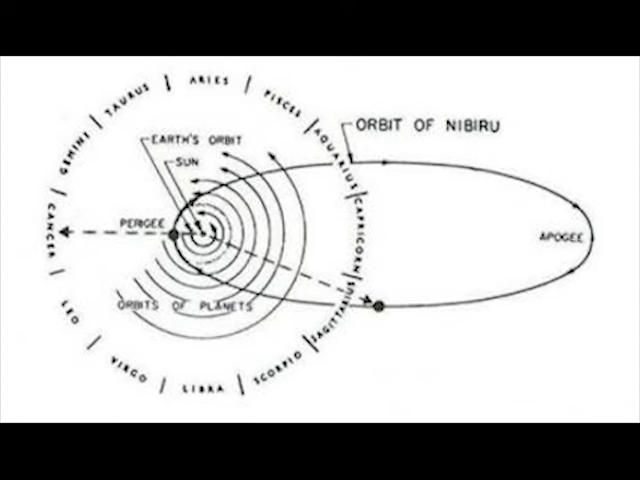 ARIES
PISCES
TAURUS
AQUARIUS
ORBIT OF NIBIRU
GEMINI
EARTH'S ORBIT
SUN
CAPRICORN
CANCER
PERIGEE
APOGEE
SAGITTARIUS
LEO
ORBITS OF PLANETS
SCORPIO
VIRGO
LIBRA